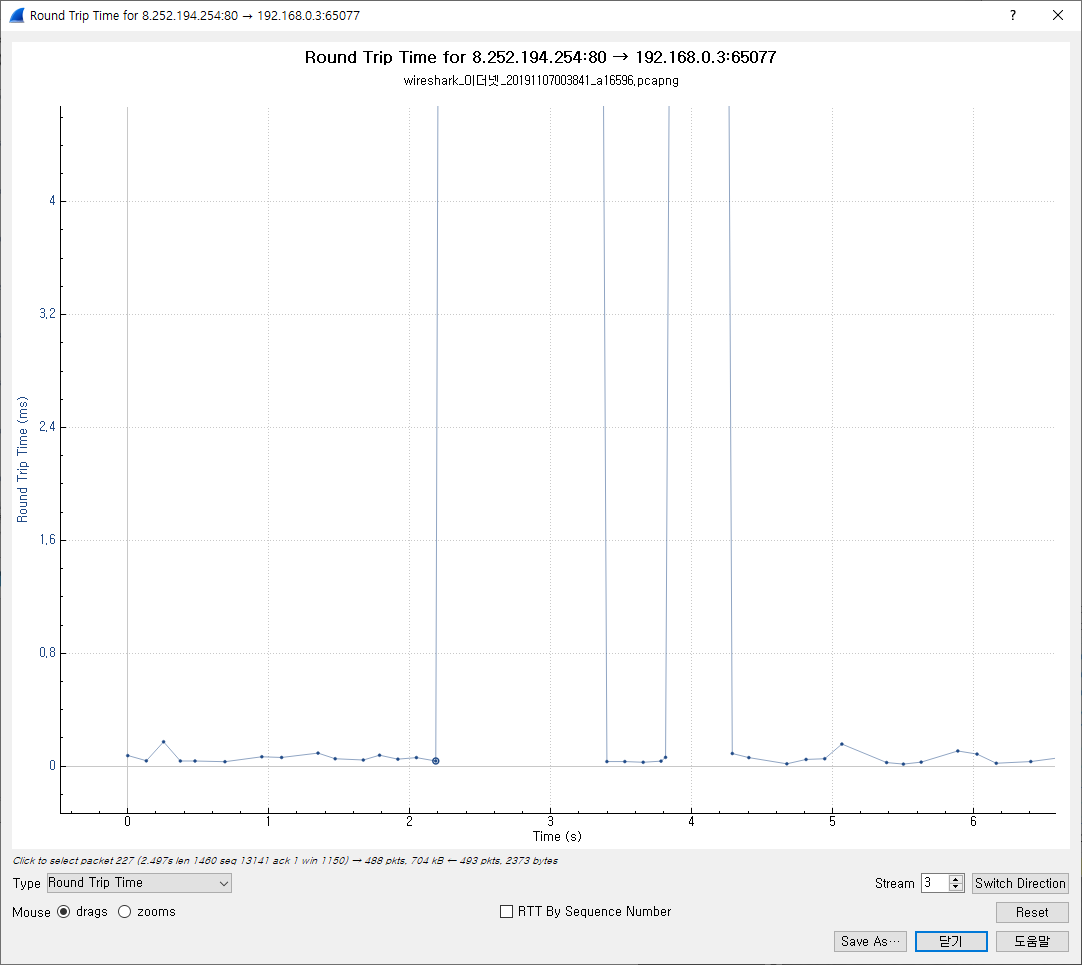 Round Trip Time for 8.252.194.254:80 → 192.168.0.3:65077
?
Round Trip Time for 8.252.194.254:80 → 192.168.0.3:65077
wireshark_이더넷_20191107003841_a16596.pcapng
Round Trip Time (ms)
4
3.2
2.4
1.6
0.8
0
0 1 2 3 4 5 6
Time (s)
Click to select packet 227 (2.497s len 1460 seq 13141 ack 1 win 1150) → 488 pkts, 704 kB ← 493 pkts, 2373 bytes
Type Round Trip Time Stream 3 Switch Direction
Mouse drags zooms RTT By Sequence Number Reset
Save As… 닫기 도움말